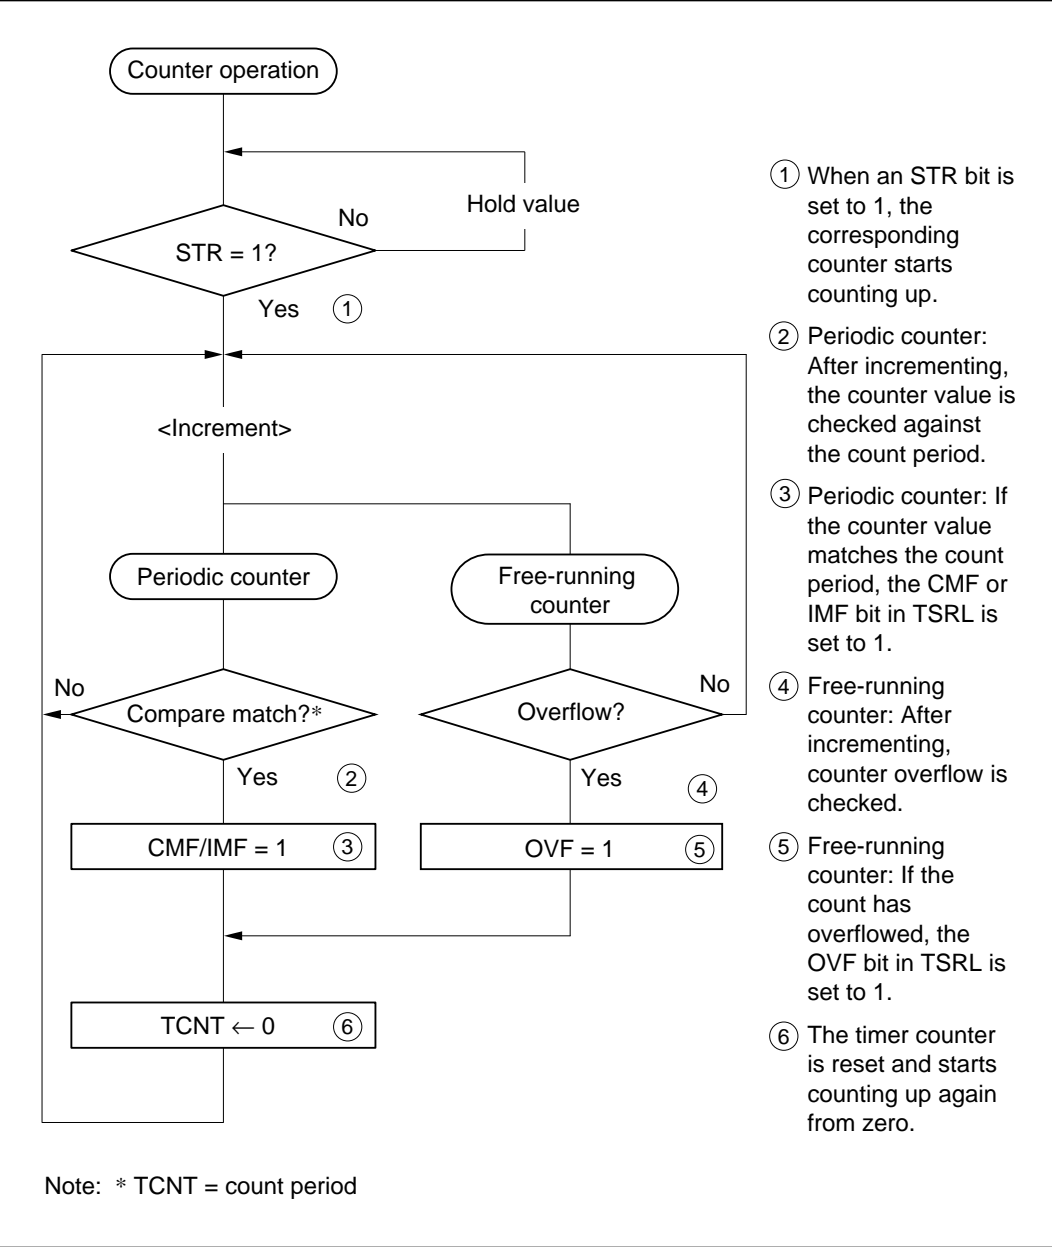 Counter operation
Hold value
No
STR = 1?
Yes ①
<Increment>
Periodic counter
Free-running
counter
No
Compare match?*
Overflow?
No
Yes ②
Yes ④
CMF/IMF = 1 ③
OVF = 1 ⑤
TCNT ← 0 ⑥
① When an STR bit is
set to 1, the
corresponding
counter starts
counting up.
② Periodic counter:
After incrementing,
the counter value is
checked against
the count period.
③ Periodic counter: If
the counter value
matches the count
period, the CMF or
IMF bit in TSRL is
set to 1.
④ Free-running
counter: After
incrementing,
counter overflow is
checked.
⑤ Free-running
counter: If the
count has
overflowed, the
OVF bit in TSRL is
set to 1.
⑥ The timer counter
is reset and starts
counting up again
from zero.
Note: * TCNT = count period